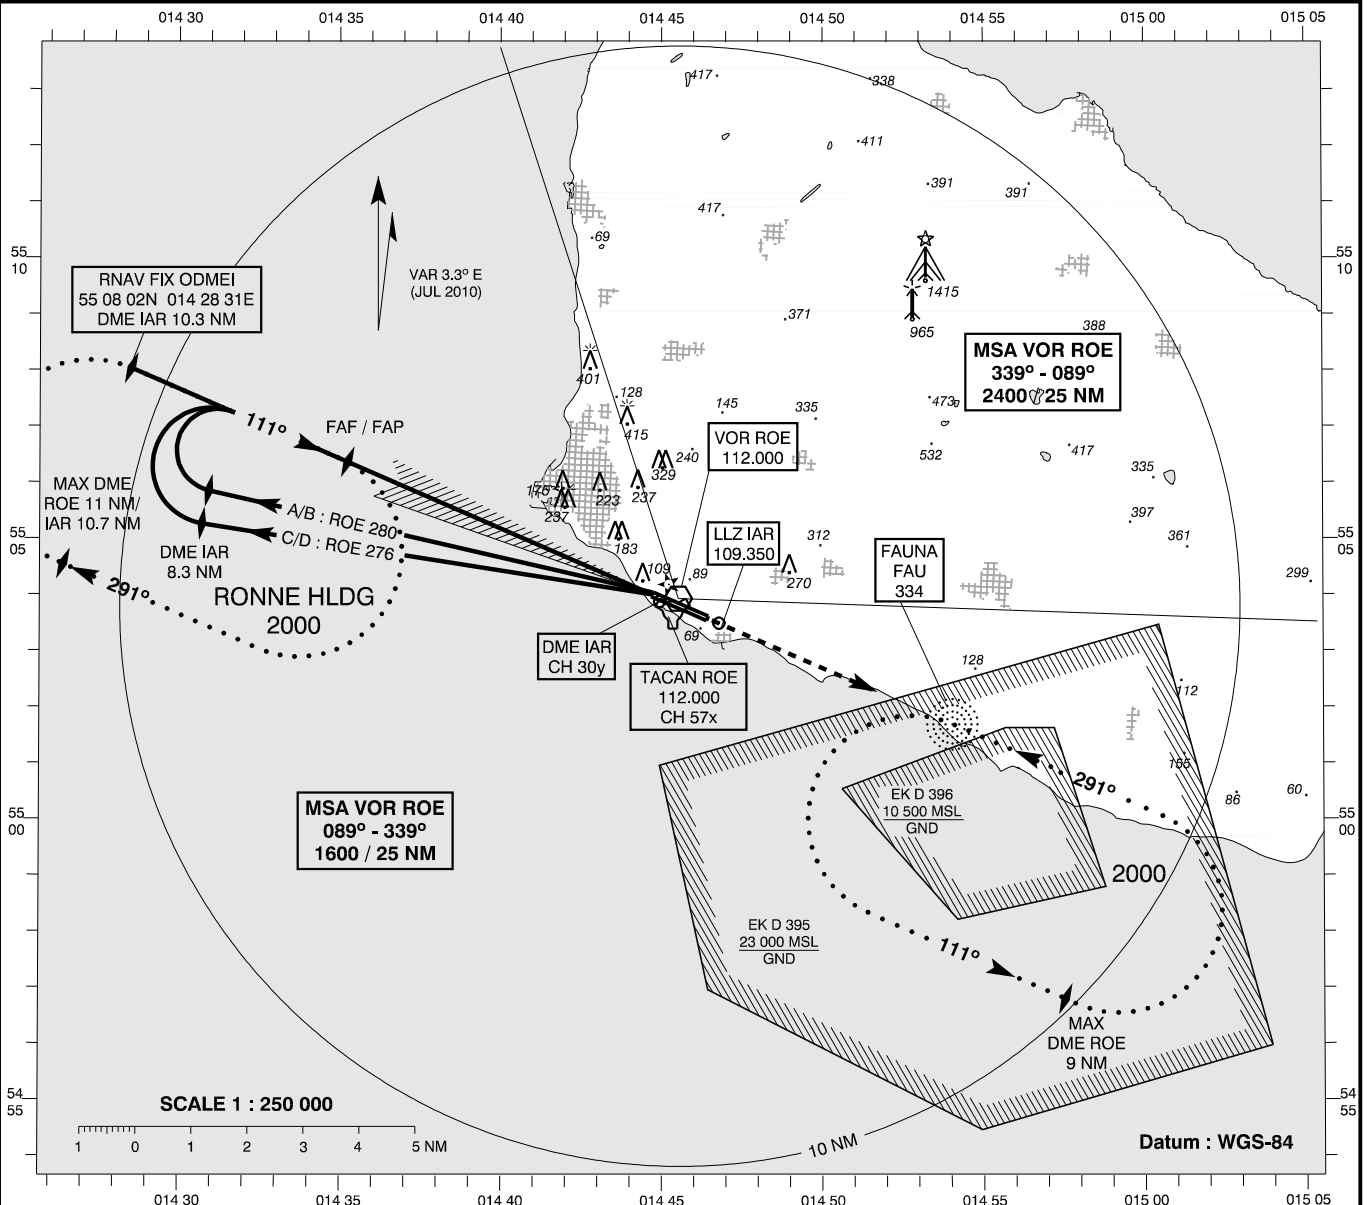 014 30
014 35
014 40
014 45
014 50
014 55
015 00
015 05
417
338
411
391
391
417
69
55
10
55
10
VAR 3.3° E
(JUL 2010)
RNAV FIX ODMEI
55 08 02N 014 28 31E
DME IAR 10.3 NM
1415
965
371
388
MSA VOR ROE
339° - 089°
2400 / 25 NM
401
128
415
145
335
473
532
417
335
397
361
299
111°
FAF / FAP
VOR ROE
112.000
240
329
237
223
176
237
183
MAX DME
ROE 11 NM/
IAR 10.7 NM
A/B : ROE 280
C/D : ROE 276
DME IAR
8.3 NM
55
05
55
05
LLZ IAR
109.350
312
270
FAUNA
FAU
334
109
89
69
291°
RONNE HLDG
2000
DME IAR
CH 30y
TACAN ROE
112.000
CH 57x
128
112
155
86
60
291°
EK D 396
10 500 MSL
GND
2000
MSA VOR ROE
089° - 339°
1600 / 25 NM
55
00
55
00
EK D 395
23 000 MSL
GND
111°
MAX
DME ROE
9 NM
SCALE 1 : 250 000
1
0
1
2
3
4
5 NM
10 NM
Datum : WGS-84
54
55
54
55
014 30
014 35
014 40
014 45
014 50
014 55
015 00
015 05